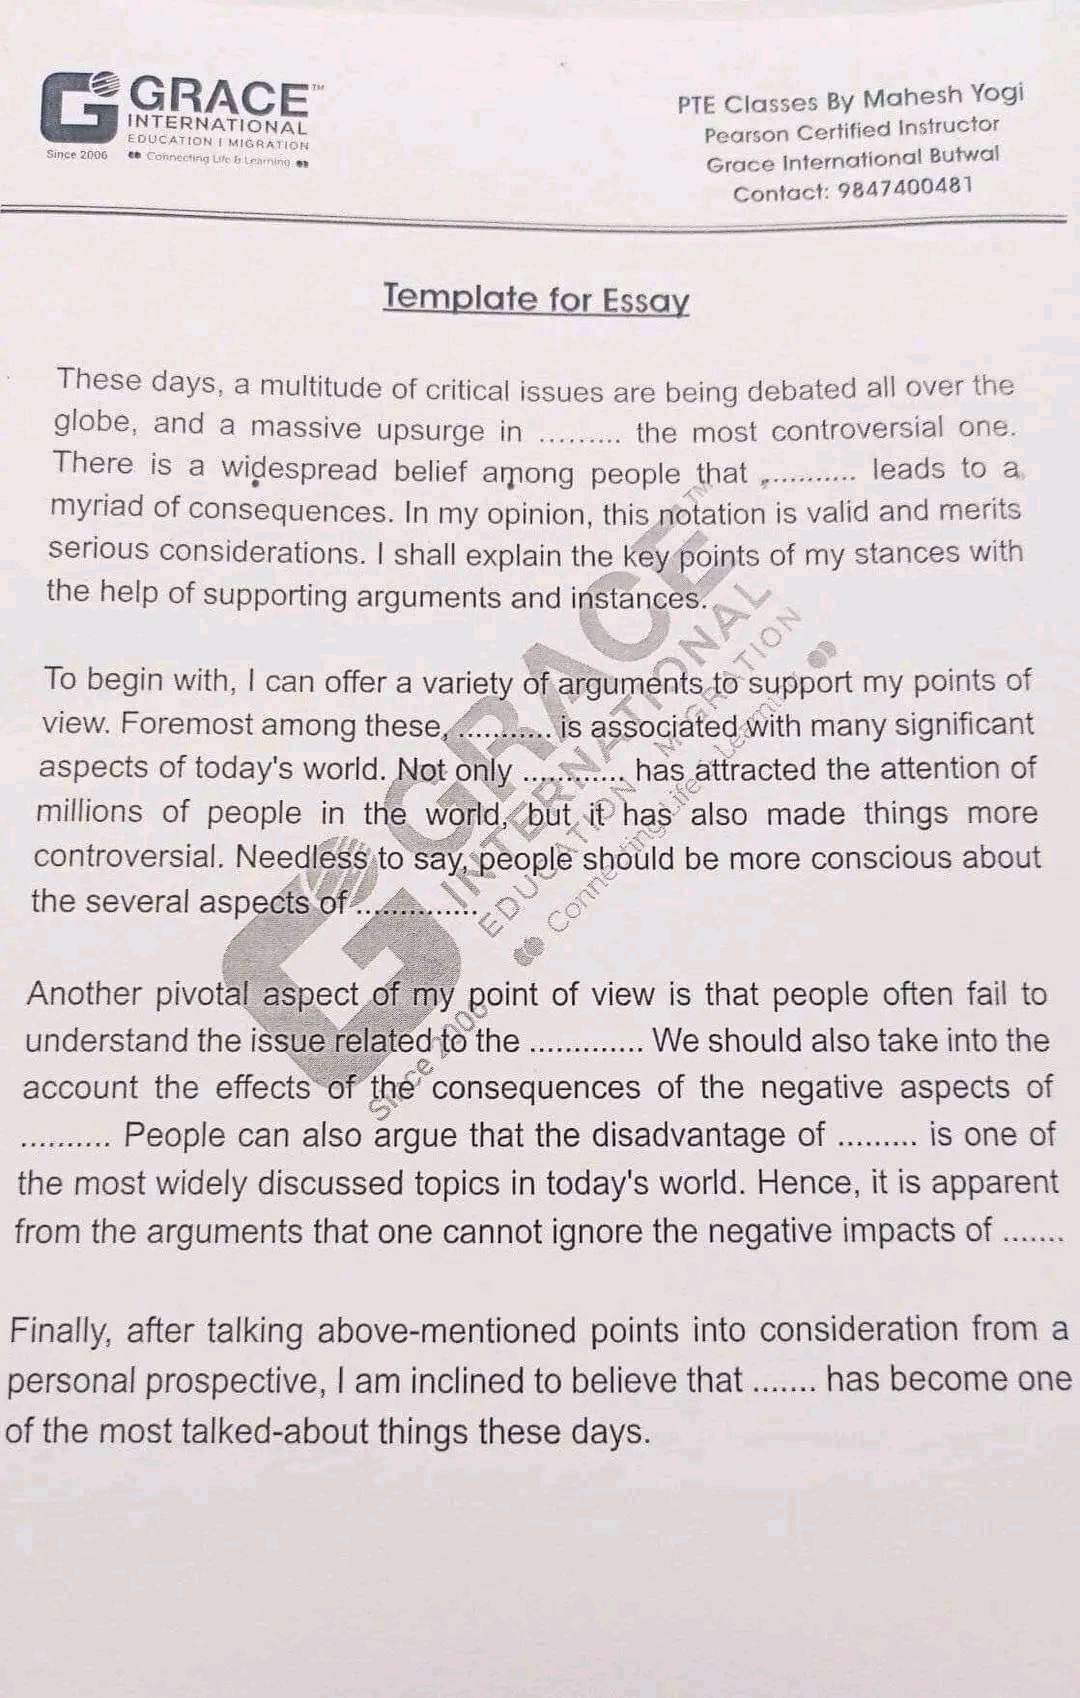 GRACE™
INTERNATIONAL
EDUCATION | MIGRATION
Since 2006 Connecting Life & Learning
PTE Classes By Mahesh Yogi
Pearson Certified Instructor
Grace International Butwal
Contact: 9847400481
Template for Essay
These days, a multitude of critical issues are being debated all over the
globe, and a massive upsurge in ......... the most controversial one.
There is a widespread belief among people that ,.......... leads to a
myriad of consequences. In my opinion, this notation is valid and merits
serious considerations. I shall explain the key points of my stances with
the help of supporting arguments and instances.
To begin with, I can offer a variety of arguments to support my points of
view. Foremost among these, .......... is associated with many significant
aspects of today's world. Not only ........... has attracted the attention of
millions of people in the world, but it has also made things more
controversial. Needless to say, people should be more conscious about
the several aspects of .............
Another pivotal aspect of my point of view is that people often fail to
understand the issue related to the ............. We should also take into the
account the effects of the consequences of the negative aspects of
.......... People can also argue that the disadvantage of ......... is one of
the most widely discussed topics in today's world. Hence, it is apparent
from the arguments that one cannot ignore the negative impacts of .......
Finally, after talking above-mentioned points into consideration from a
personal prospective, I am inclined to believe that ....... has become one
of the most talked-about things these days.
GRACE™
INTERNATIONAL
EDUCATION | MIGRATION
Since 2006 Connecting Life & Learning